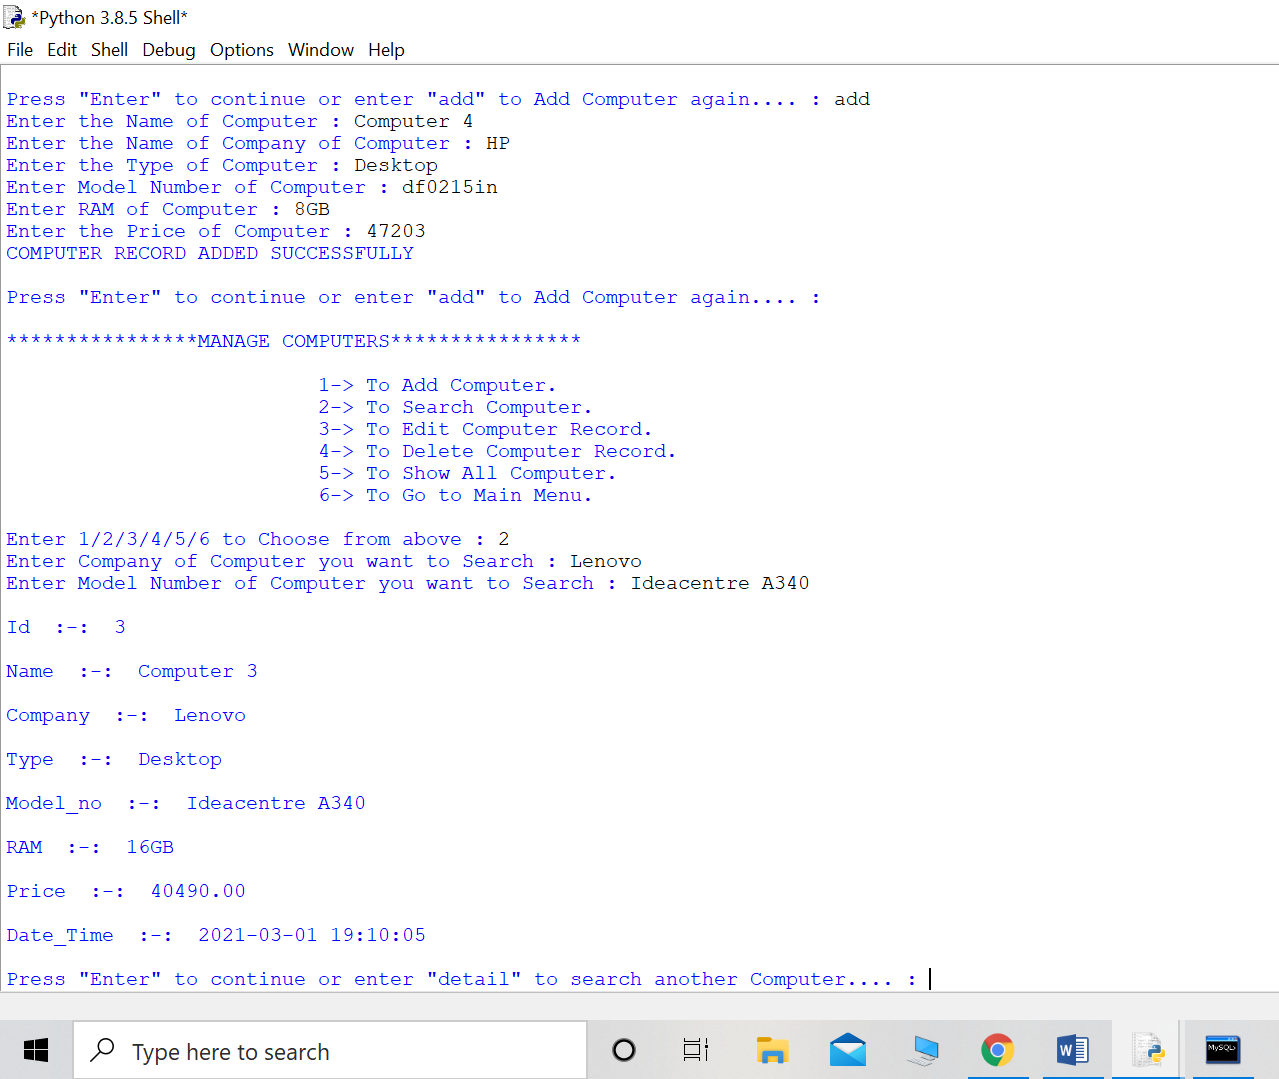 *Python 3.8.5 Shell*
File Edit Shell Debug Options Window Help
Press "Enter" to continue or enter "add" to Add Computer again.... : add
Enter the Name of Computer : Computer 4
Enter the Name of Company of Computer : HP
Enter the Type of Computer : Desktop
Enter Model Number of Computer : df0215in
Enter RAM of Computer : 8GB
Enter the Price of Computer : 47203
COMPUTER RECORD ADDED SUCCESSFULLY
Press "Enter" to continue or enter "add" to Add Computer again.... :
****************MANAGE COMPUTERS****************
1-> To Add Computer.
2-> To Search Computer.
3-> To Edit Computer Record.
4-> To Delete Computer Record.
5-> To Show All Computer.
6-> To Go to Main Menu.
Enter 1/2/3/4/5/6 to Choose from above : 2
Enter Company of Computer you want to Search : Lenovo
Enter Model Number of Computer you want to Search : Ideacentre A340
Id :-: 3
Name :-: Computer 3
Company :-: Lenovo
Type :-: Desktop
Model_no :-: Ideacentre A340
RAM :-: 16GB
Price :-: 40490.00
Date_Time :-: 2021-03-01 19:10:05
Press "Enter" to continue or enter "detail" to search another Computer.... :
Type here to search
W
MySQL>